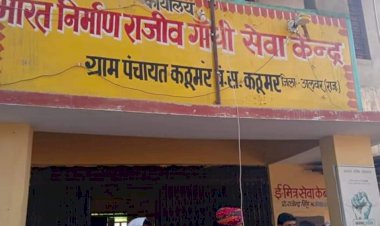 कार्यालय
भारत निर्माण राजीव गांधी सेवा केन्द्र
ग्राम पंचायत कठूमर पं.स. कठूमर जिला-अलवर (राज.)
ई मित्र सेवा केन्द्र